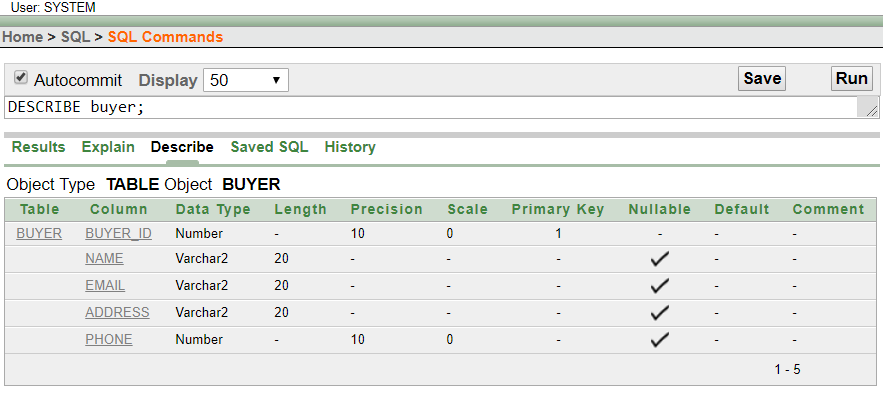 User: SYSTEM
Home > SQL > SQL Commands
Autocommit Display 50 Save Run
DESCRIBE buyer;
Results Explain Describe Saved SQL History
Object Type TABLE Object BUYER
Table Column Data Type Length Precision Scale Primary Key Nullable Default Comment
BUYER BUYER_ID Number - 10 0 1 - - -
NAME Varchar2 20 - - - - -
EMAIL Varchar2 20 - - - - -
ADDRESS Varchar2 20 - - - - -
PHONE Number - 10 0 - - -
1 - 5